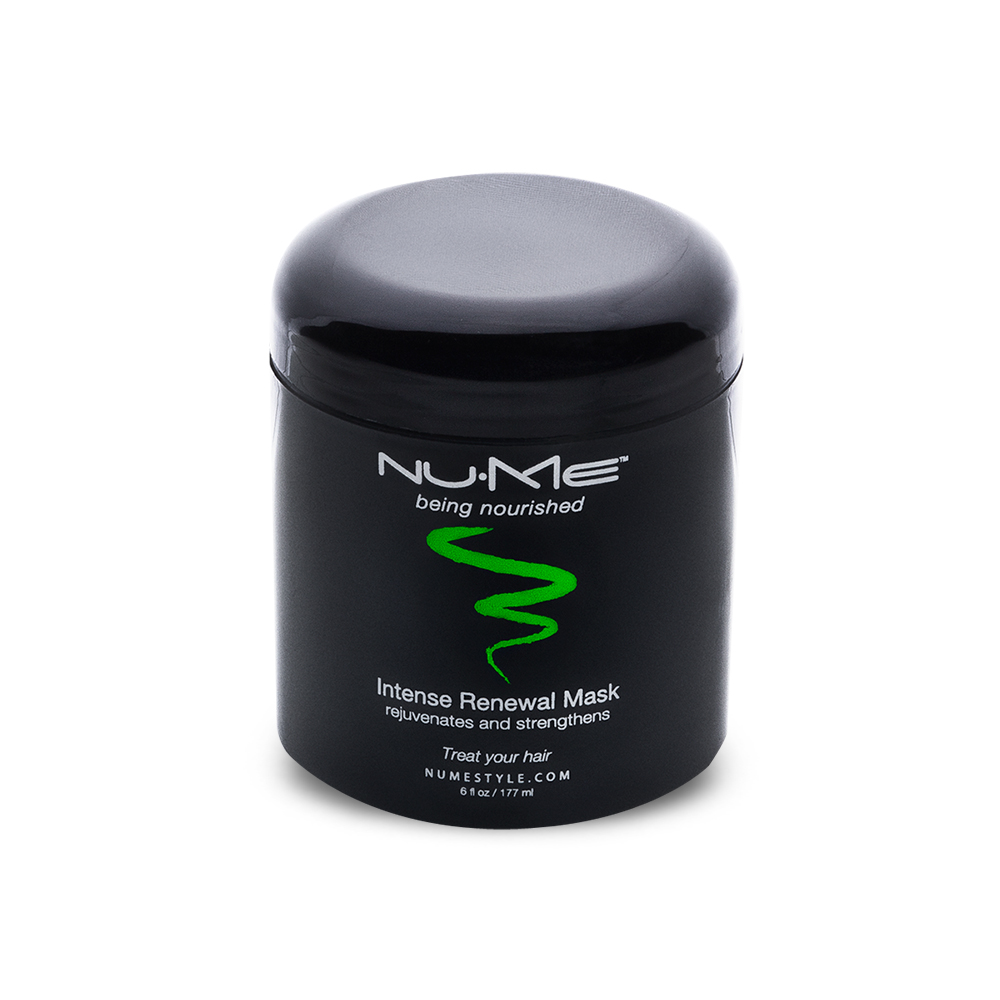 NU·ME™
being nourished
Intense Renewal Mask
rejuvenates and strengthens
Treat your hair
NUMESTYLE.COM
6 fl oz / 177 ml